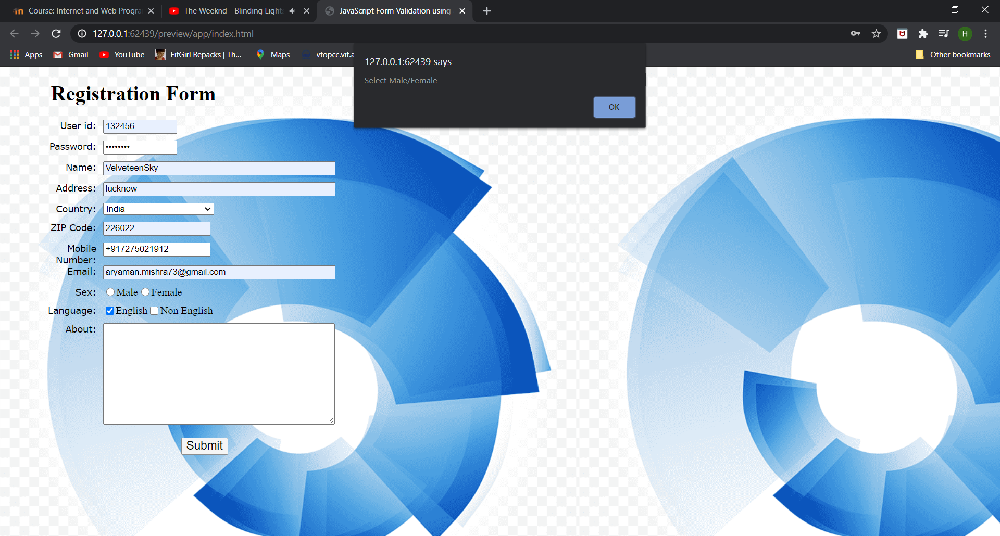 Course: Internet and Web Progra
The Weeknd - Blinding Lights
JavaScript Form Validation using
127.0.0.1:62439/preview/app/index.html
H
Apps
Gmail
YouTube
FitGirl Repacks | Th...
Maps
vtopcc.vit.a
Other bookmarks
127.0.0.1:62439 says
Select Male/Female
OK
Registration Form
User id: 132456
Password: ••••••••
Name: VelveteenSky
Address: lucknow
Country: India
ZIP Code: 226022
Mobile Number: +917275021912
Email: aryaman.mishra73@gmail.com
Sex: Male Female
Language: English Non English
About:
Submit